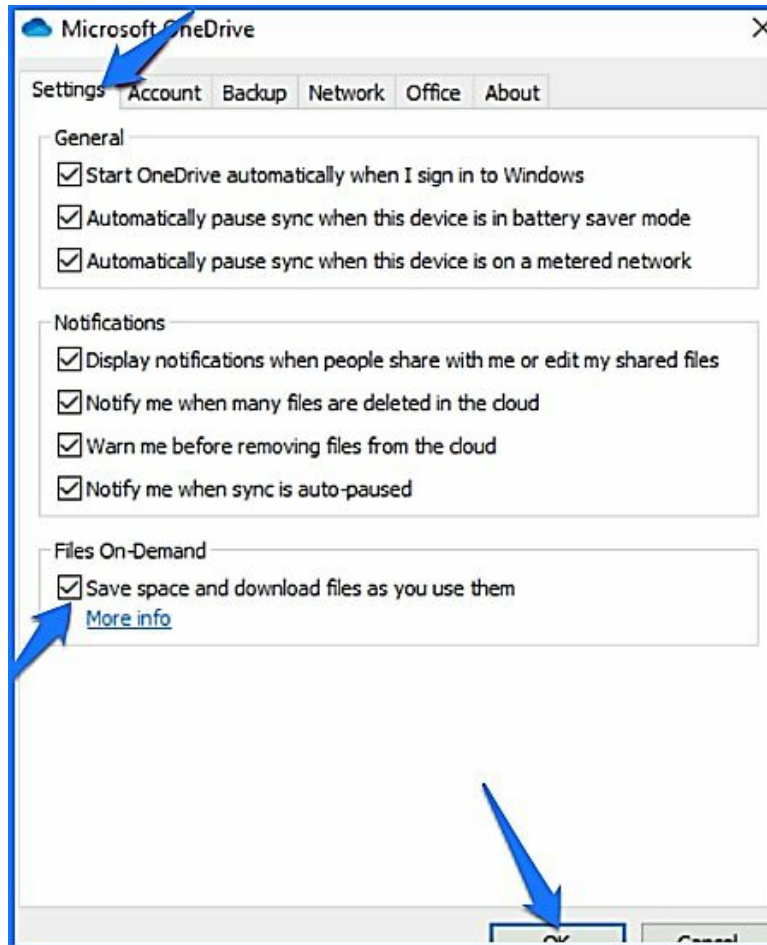 Microsoft OneDrive
Settings Account Backup Network Office About
General
Start OneDrive automatically when I sign in to Windows
Automatically pause sync when this device is in battery saver mode
Automatically pause sync when this device is on a metered network
Notifications
Display notifications when people share with me or edit my shared files
Notify me when many files are deleted in the cloud
Warn me before removing files from the cloud
Notify me when sync is auto-paused
Files On-Demand
Save space and download files as you use them
More info
OK Cancel